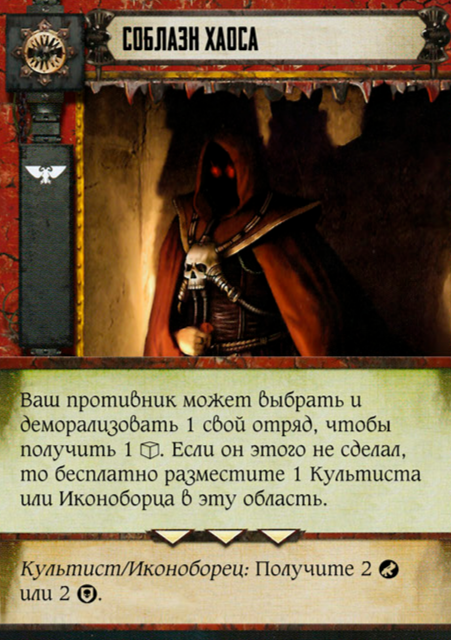 СОБЛАЗН ХАОСА
Ваш противник может выбрать и
деморализовать 1 свой отряд, чтобы
получить 1 . Если он этого не сделал,
то бесплатно разместите 1 Культиста
или Иконоборца в эту область.
Культист/Иконоборец: Получите 2
или 2 .